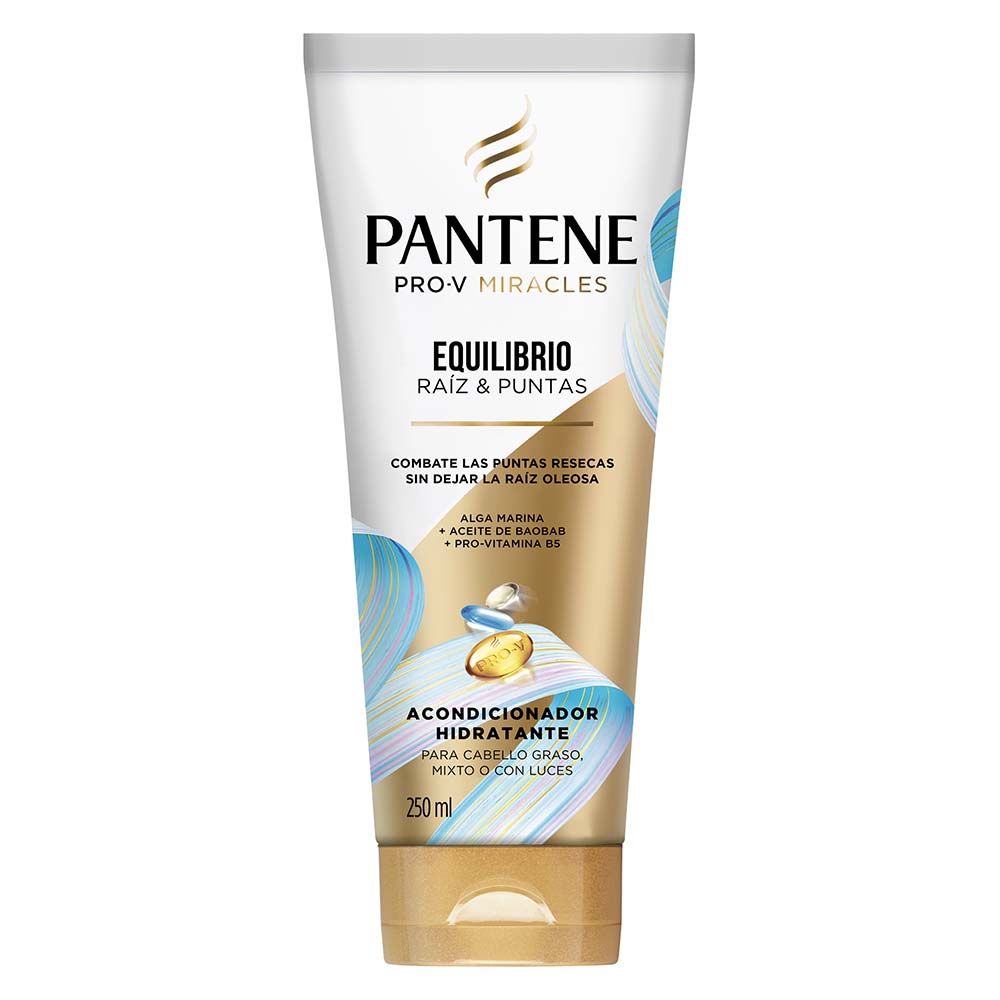 PANTENE
PRO-V MIRACLES
EQUILIBRIO
RAÍZ & PUNTAS
COMBATE LAS PUNTAS RESECAS
SIN DEJAR LA RAÍZ OLEOSA
ALGA MARINA
+ ACEITE DE BAOBAB
+ PRO-VITAMINA B5
PRO-V
ACONDICIONADOR
HIDRATANTE
PARA CABELLO GRASO,
MIXTO O CON LUCES
250 ml